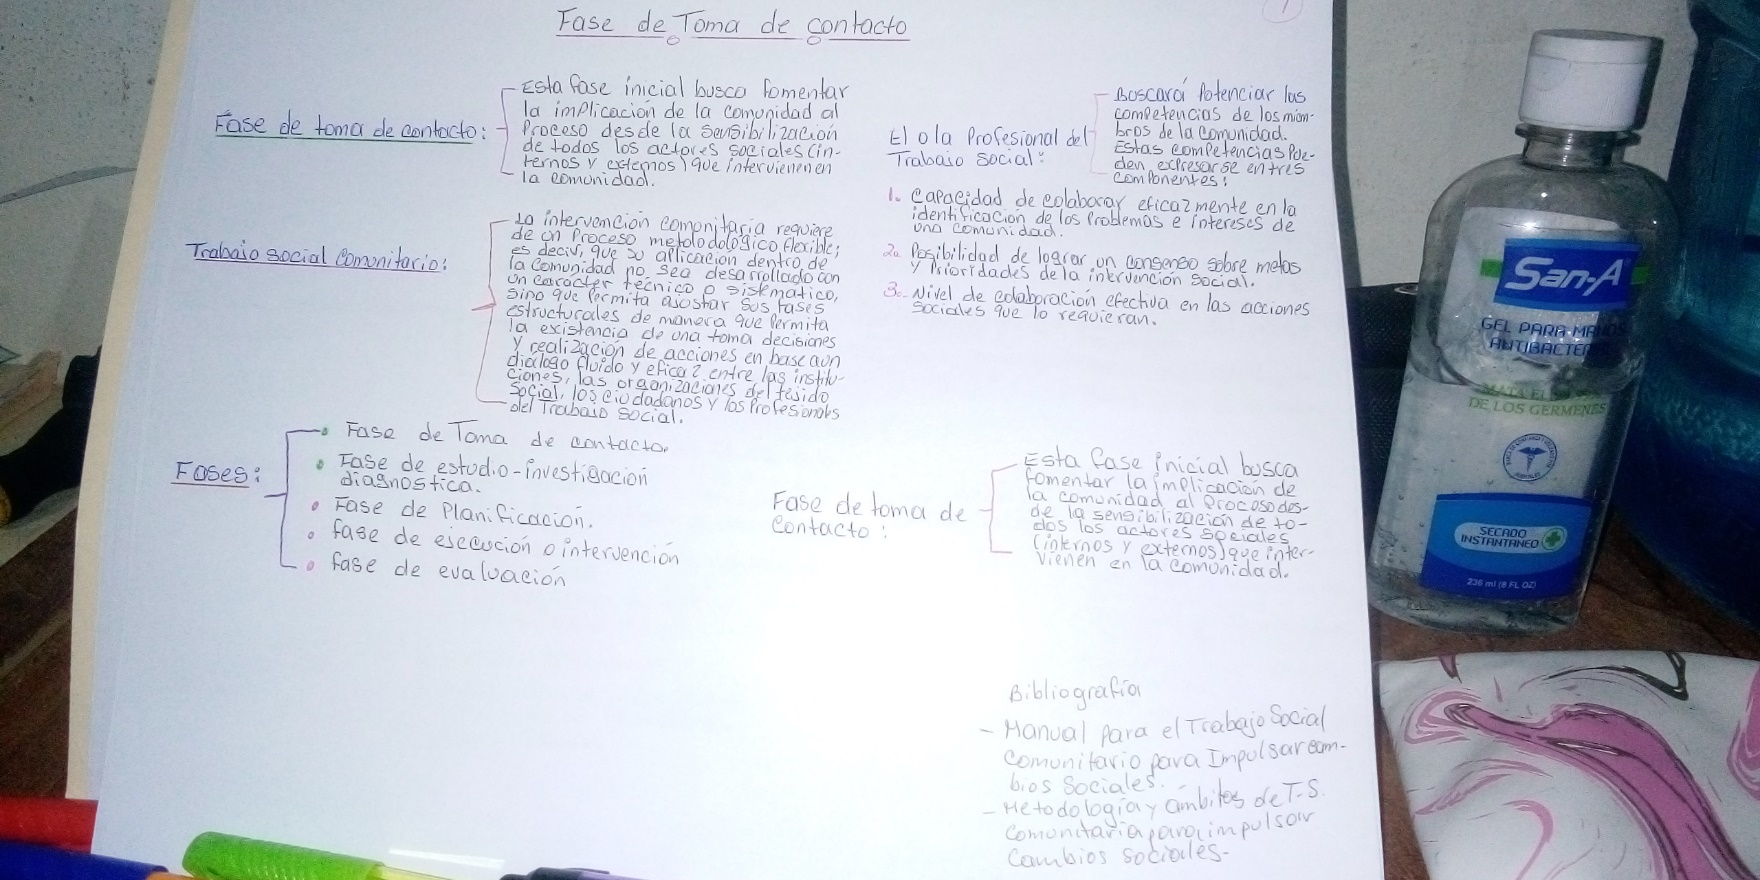 1
Fase de Toma de contacto
Fase de toma de contacto:
Esta fase inicial busca fomentar
la implicación de la comunidad al
Proceso desde la sensibilización
de todos los actores sociales (in-
ternos y externos) que intervienen en
la comunidad.
Trabajo social Comunitario:
La intervención comunitaria requiere
de un Proceso metolodológico flexible;
es decir, que su aplicación dentro de
la comunidad no sea desarrollado con
un carácter técnico o sistematico,
sino que permita ajostar sus fases
estructurales de manera que permita
la existencia de una toma decisiones
y realización de acciones en base a un
dialogo fluido y eficaz entre las institu-
ciones, las organizaciones del tejido
social, los ciudadanos y los Profesionales
del Trabajo Social.
Fases:
Fase de Toma de contacto.
Fase de estudio-investigación
diagnostica.
Fase de Planificación.
fase de ejecución o intervención
fase de evaluación
El o la Profesional del
Trabajo Social:
Buscará Potenciar las
competencias de los miem-
bros de la comunidad.
Estas competencias Pue-
den expresarse en tres
componentes:
1. Capacidad de colaborar eficazmente en la
identificación de los Problemas e intereses de
una comunidad.
2. Posibilidad de lograr un consenso sobre metas
y Prioridades de la intervención social.
3.- Nivel de colaboración efectiva en las acciones
sociales que lo requieran.
Fase de toma de
contacto:
Esta fase inicial busca
fomentar la implicación de
la comunidad al Proceso des-
de la sensibilización de to-
dos los actores sociales
(internos y externos) que inter-
vienen en la comunidad.
Bibliografía
- Manual para el Trabajo Social
Comunitario para Impulsar cam-
bios Sociales.
- Metodología y ambitos de T.S.
Comunitaria para impulsar
Cambios sociales-
San-A
GEL PARA MANOS
DE LOS GERMENES
SECADO
INSTANTANEO
236 ml (8 FL OZ)